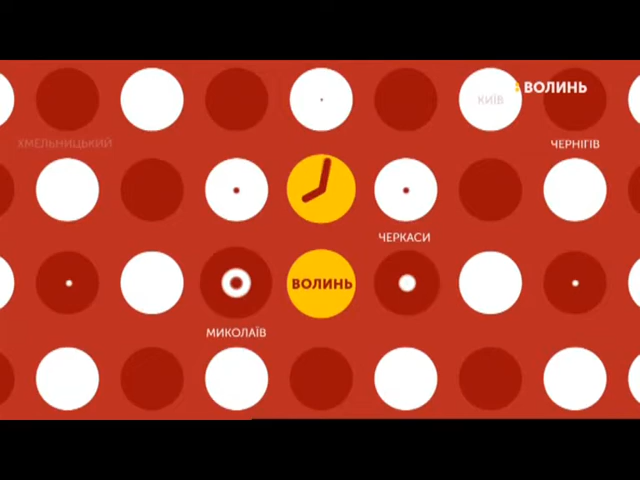 КИЇВ
ВОЛИНЬ
ХМЕЛЬНИЦЬКИЙ
ЧЕРНІГІВ
ЧЕРКАСИ
ВОЛИНЬ
МИКОЛАЇВ